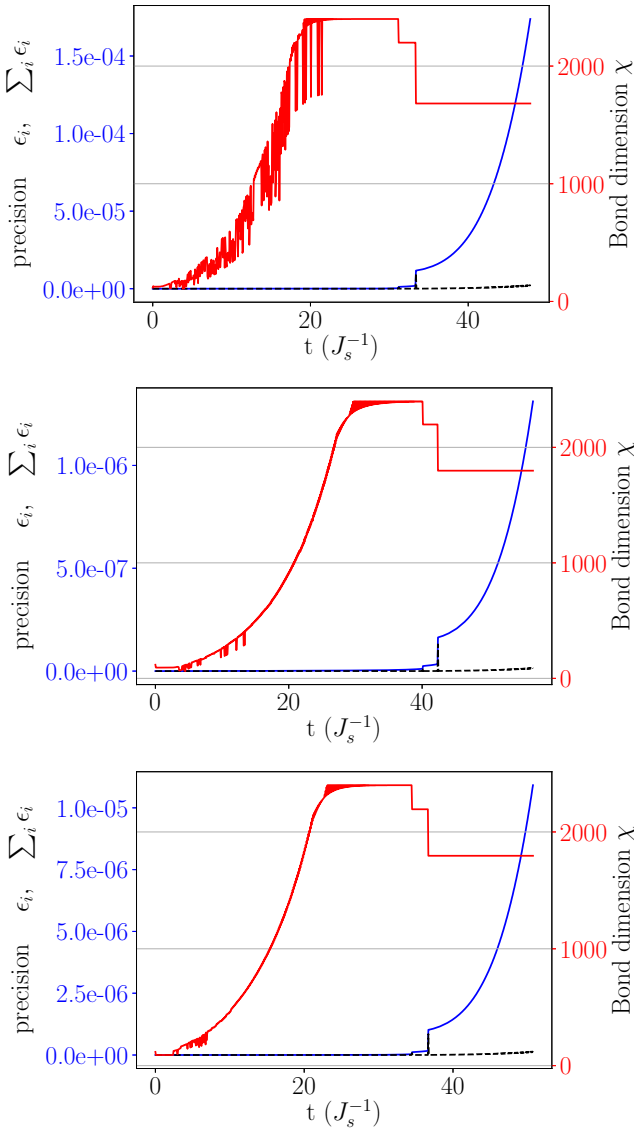 precision ϵ_i, ∑_i ϵ_i
1.5e-04
1.0e-04
5.0e-05
0.0e+00
2000
1000
0
Bond dimension χ
0 20 40
t (J_s^{-1})
precision ϵ_i, ∑_i ϵ_i
1.0e-06
5.0e-07
0.0e+00
2000
1000
0
Bond dimension χ
0 20 40
t (J_s^{-1})
precision ϵ_i, ∑_i ϵ_i
1.0e-05
7.5e-06
5.0e-06
2.5e-06
0.0e+00
2000
1000
0
Bond dimension χ
0 20 40
t (J_s^{-1})